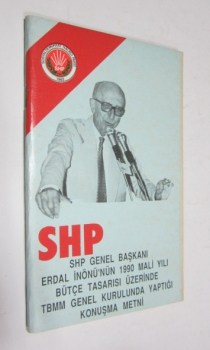 SHP
SHP
SHP GENEL BAŞKANI
ERDAL İNÖNÜ'NÜN 1990 MALİ YILI
BÜTÇE TASARISI ÜZERİNDE
TBMM GENEL KURULUNDA YAPTIĞI
KONUŞMA METNİ